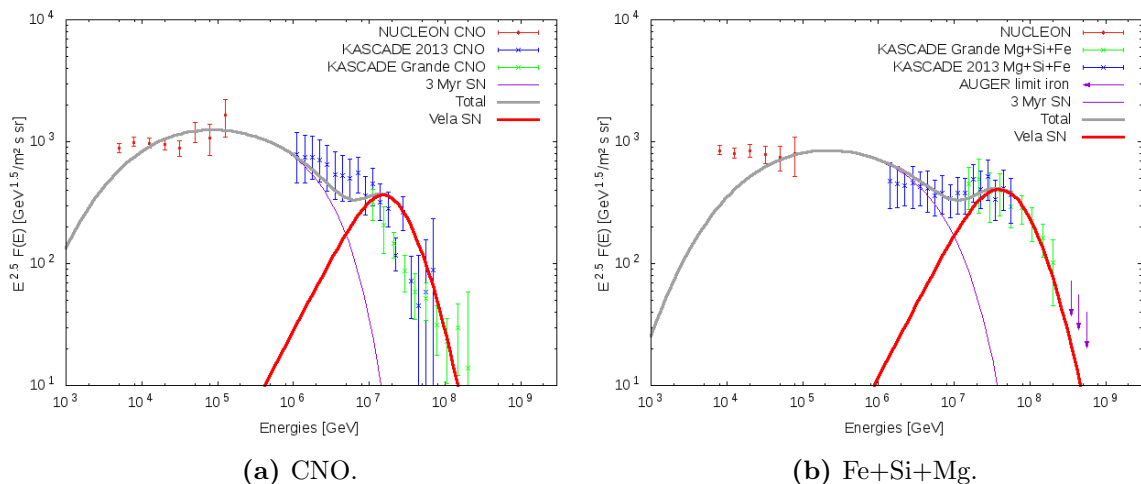 10^4
10^3
10^2
10^1
E^2.5 F(E) [GeV^1.5/m² s sr]
NUCLEON CNO
KASCADE 2013 CNO
KASCADE Grande CNO
3 Myr SN
Total
Vela SN
10^3 10^4 10^5 10^6 10^7 10^8 10^9
Energies [GeV]
(a) CNO.
10^4
10^3
10^2
10^1
E^2.5 F(E) [GeV^1.5/m² s sr]
NUCLEON
KASCADE Grande Mg+Si+Fe
KASCADE 2013 Mg+Si+Fe
AUGER limit iron
3 Myr SN
Total
Vela SN
10^3 10^4 10^5 10^6 10^7 10^8 10^9
Energies [GeV]
(b) Fe+Si+Mg.